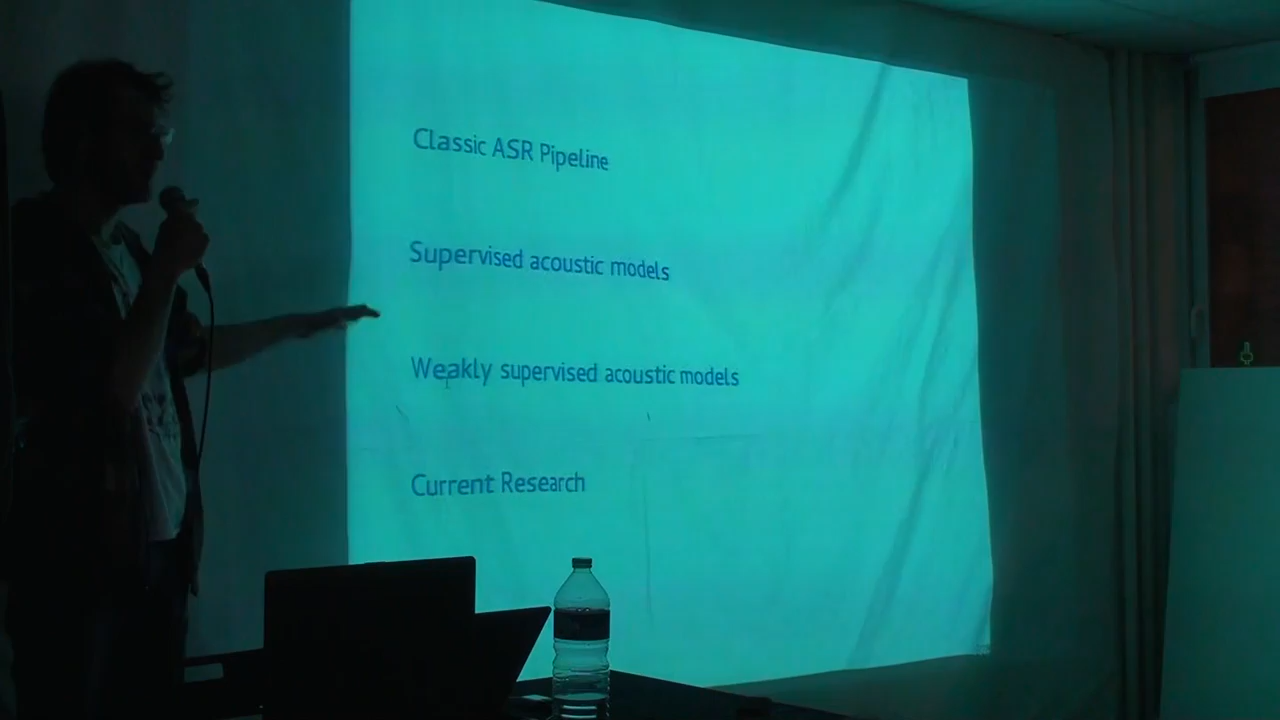 Classic ASR Pipeline
Supervised acoustic models
Weakly supervised acoustic models
Current Research